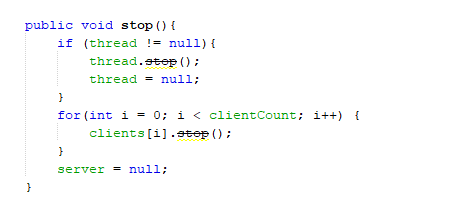 public void stop(){
    if (thread != null){
        thread.stop();
        thread = null;
    }
    for(int i = 0; i < clientCount; i++) {
        clients[i].stop();
    }
    server = null;
}